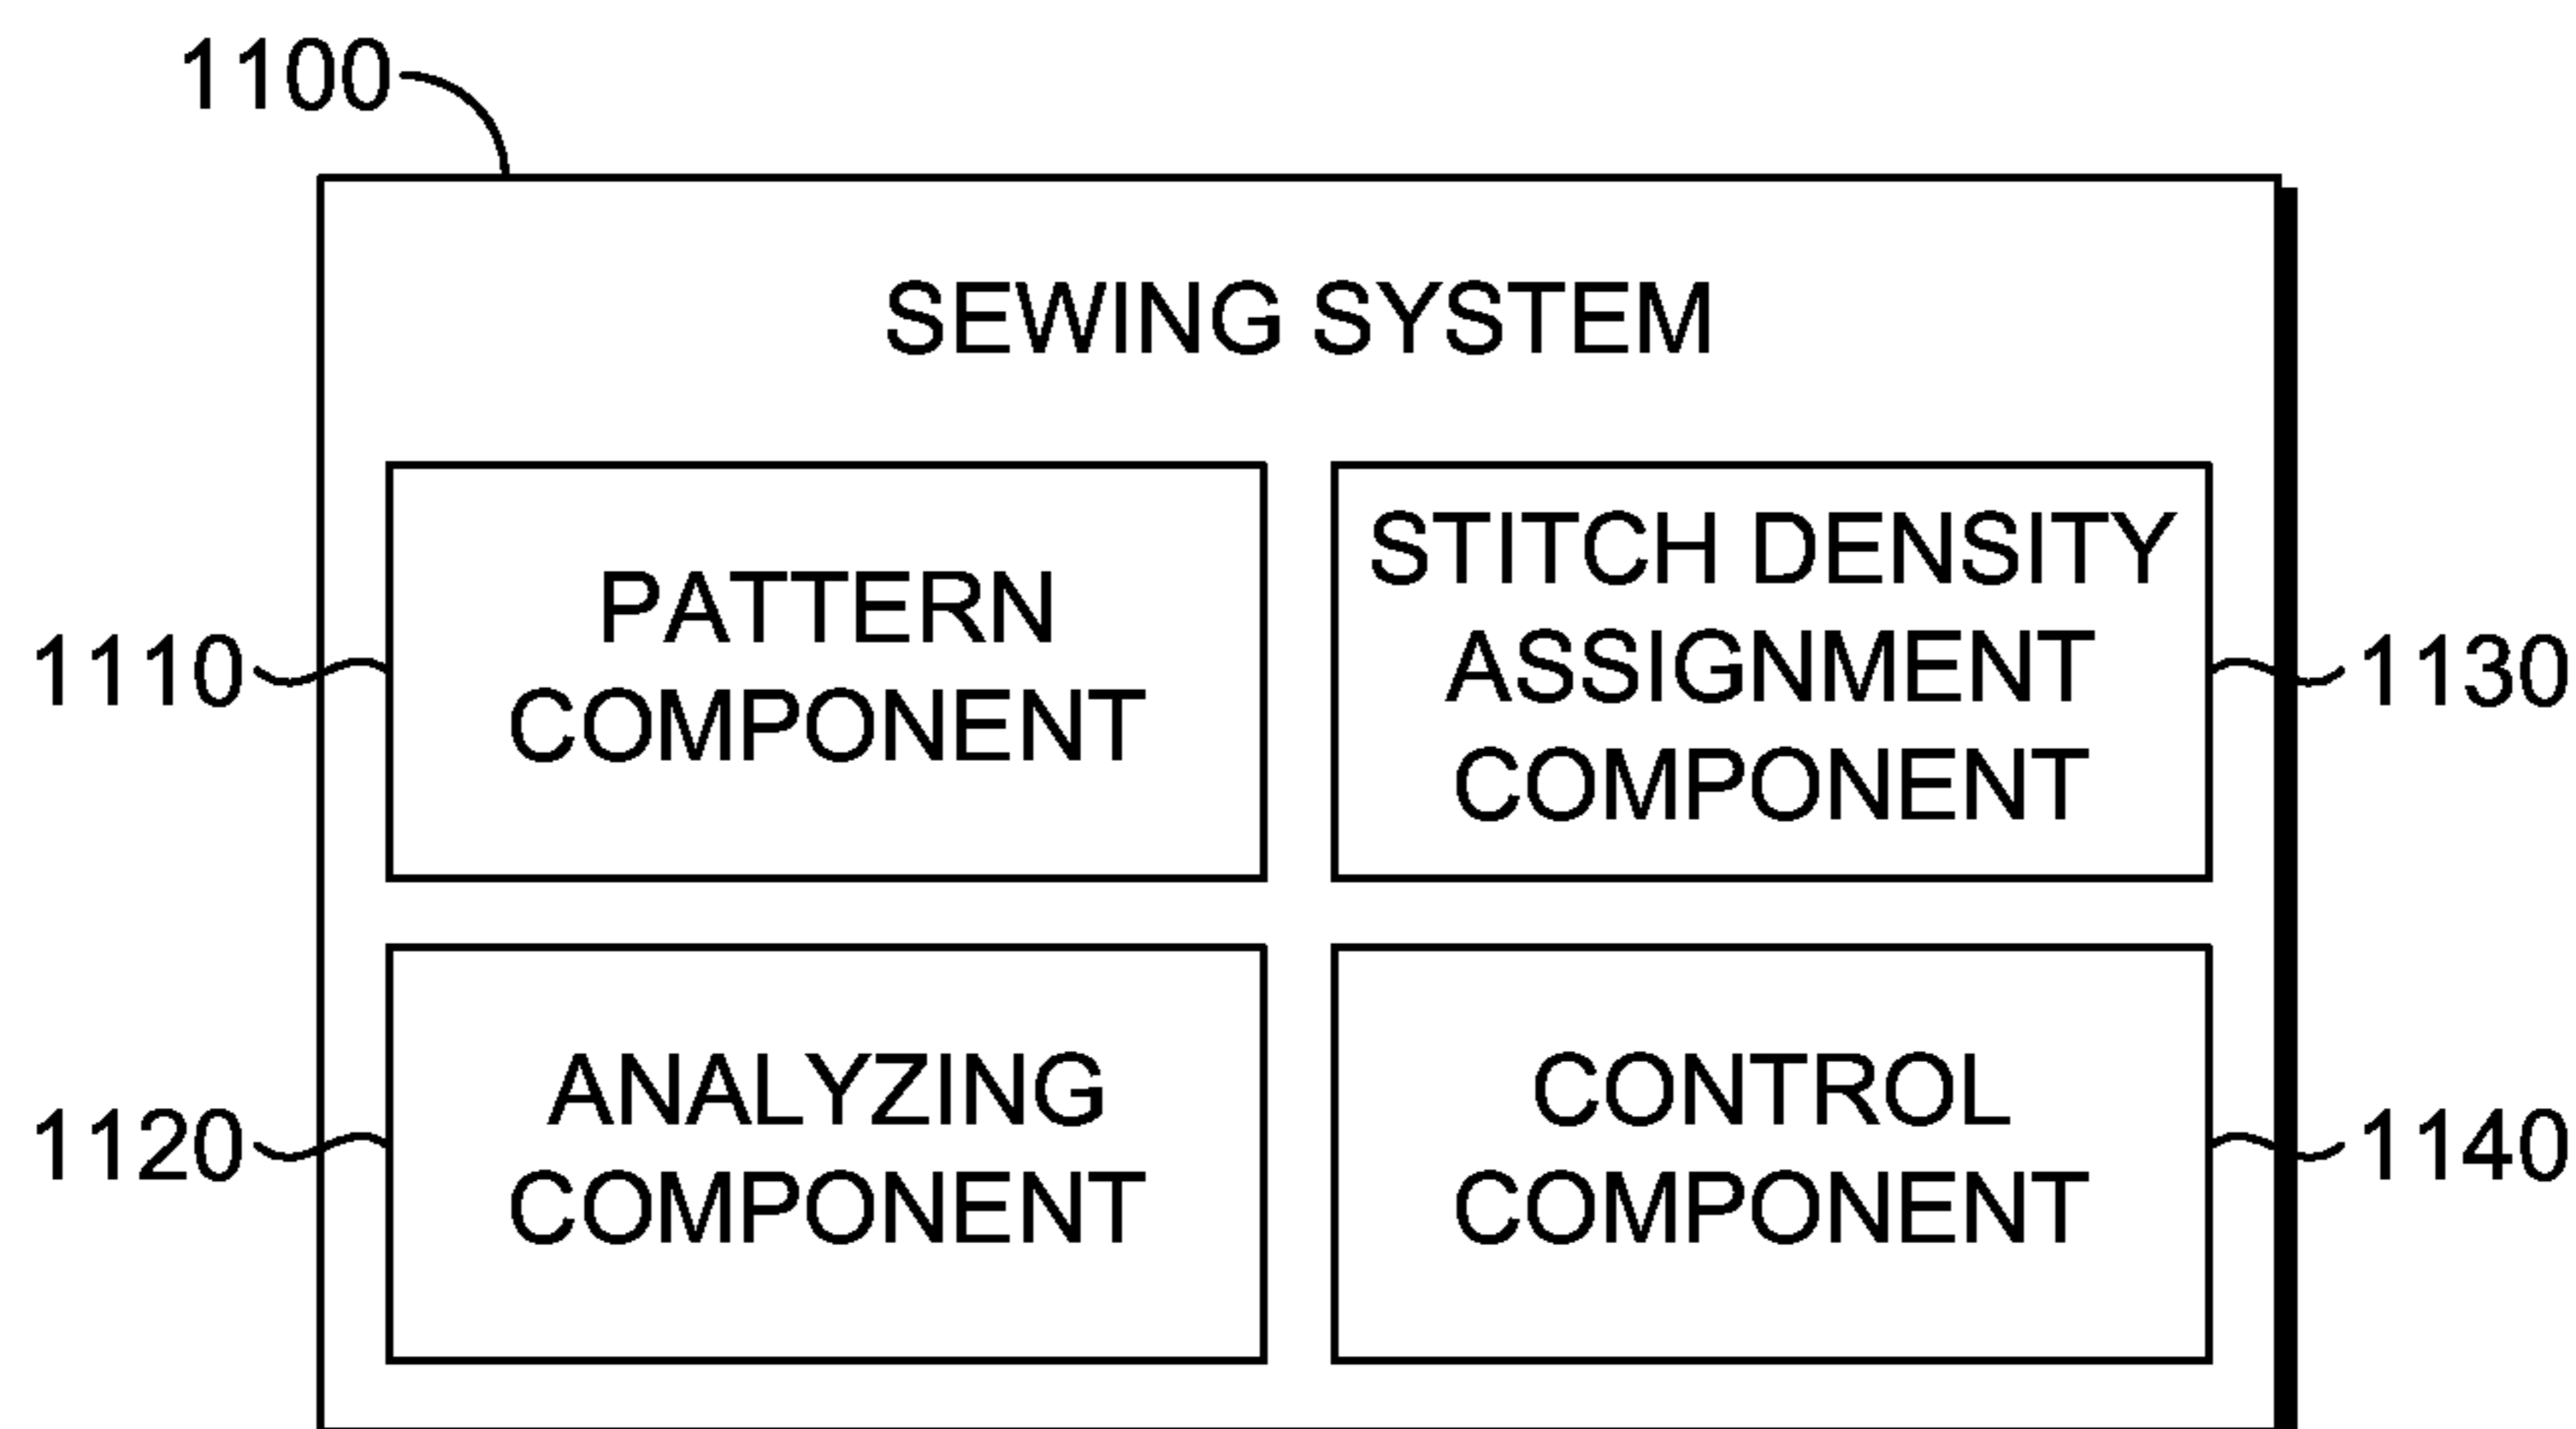 1100
SEWING SYSTEM
1110
PATTERN
COMPONENT
STITCH DENSITY
ASSIGNMENT
COMPONENT
1130
1120
ANALYZING
COMPONENT
CONTROL
COMPONENT
1140